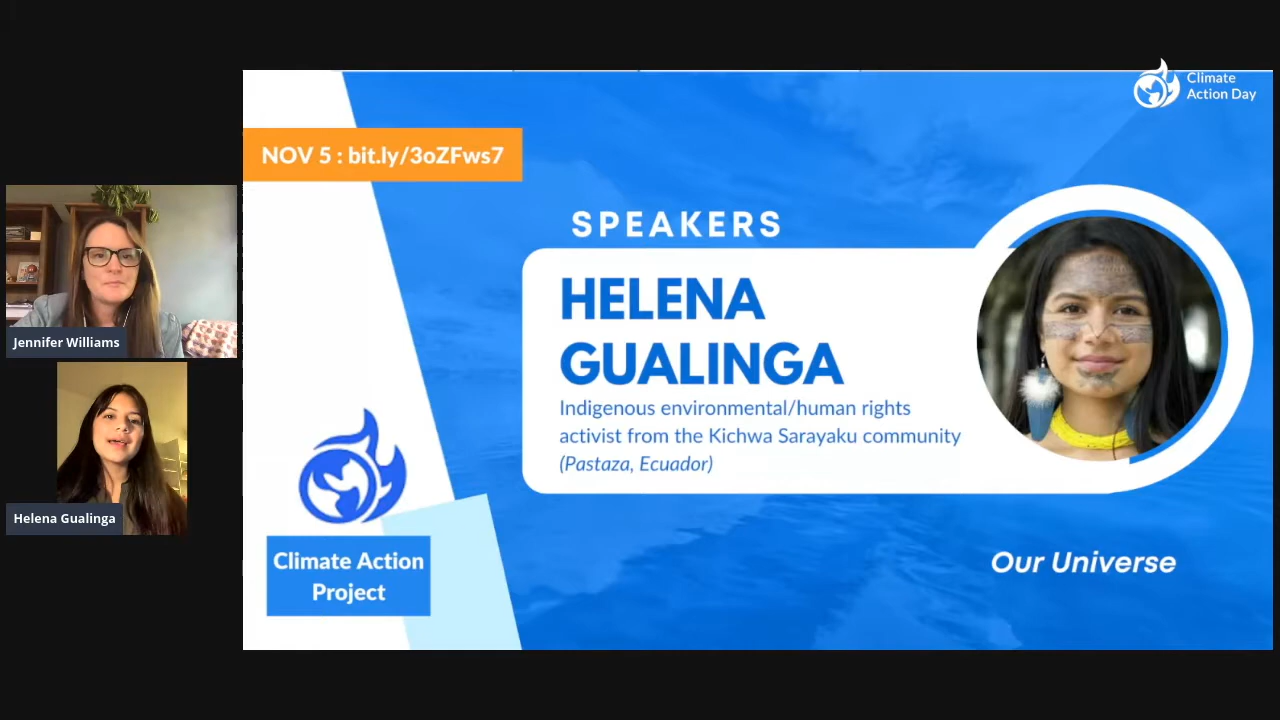 Climate
Action Day
NOV 5 : bit.ly/3oZFws7
SPEAKERS
HELENA
GUALINGA
Indigenous environmental/human rights
activist from the Kichwa Sarayaku community
(Pastaza, Ecuador)
Our Universe
Climate Action
Project
Jennifer Williams
Helena Gualinga